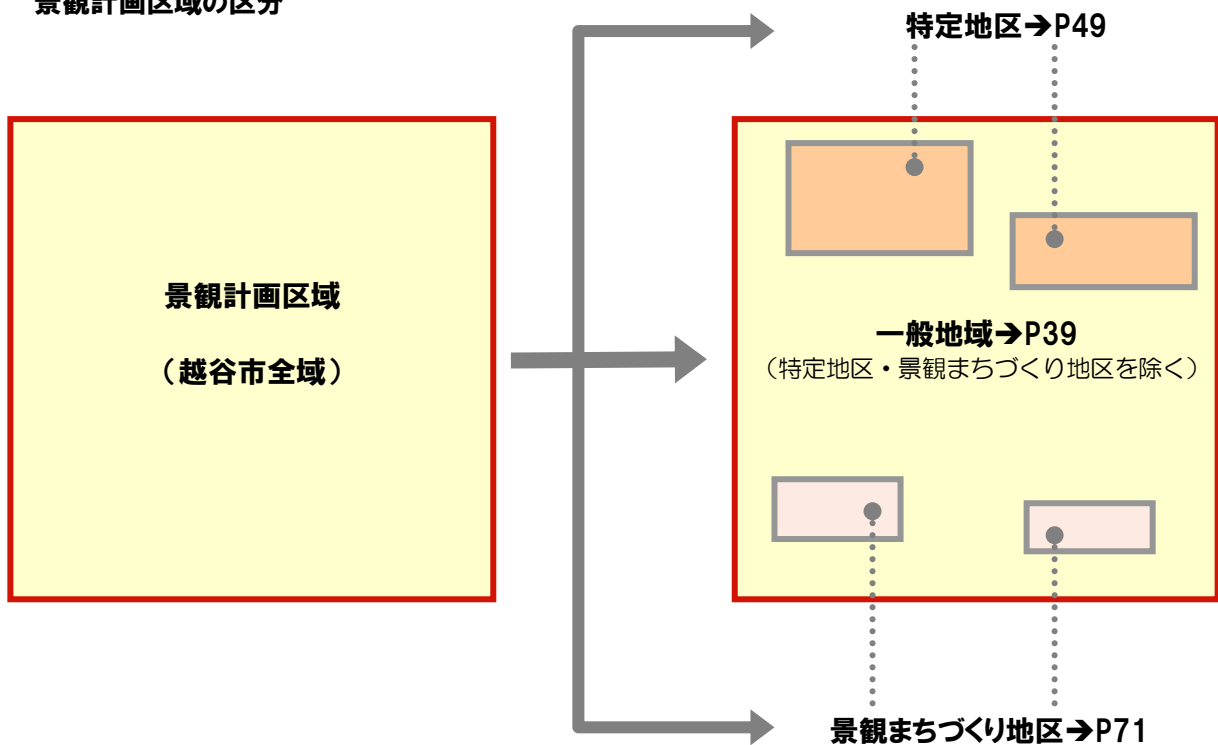 景観計画区域の区分
特定地区→P49
景観計画区域
（越谷市全域）
一般地域→P39
（特定地区・景観まちづくり地区を除く）
景観まちづくり地区→P71